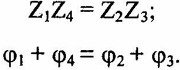 Z₁Z₄ = Z₂Z₃;
φ₁ + φ₄ = φ₂ + φ₃.